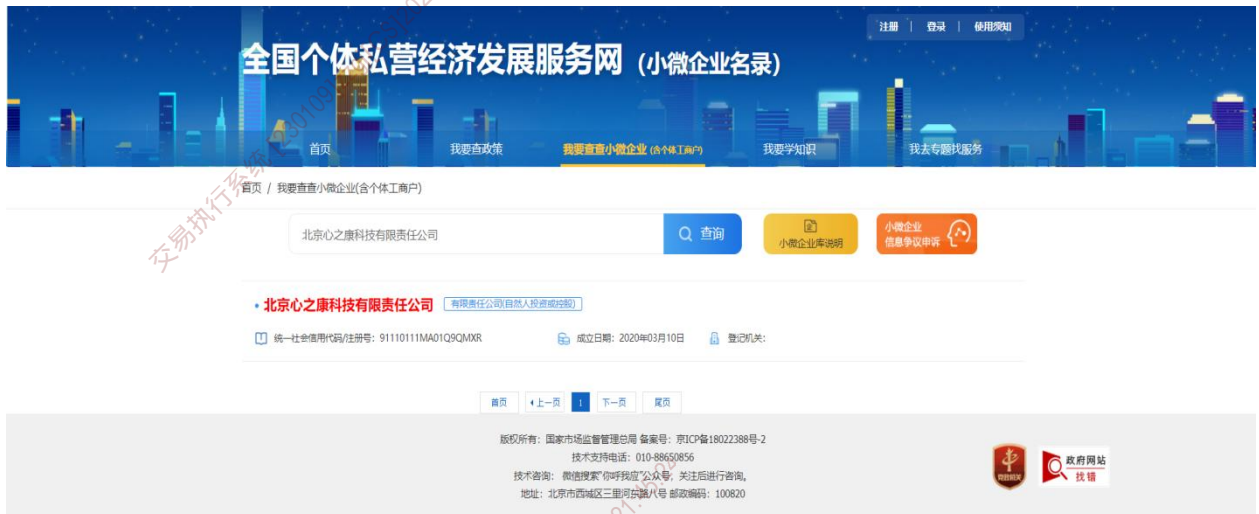 注册 | 登录 | 使用须知
全国个体私营经济发展服务网（小微企业名录）
首页 我要查政策 我要查查小微企业 (含个体工商户) 我要学知识 我去专题找服务
首页 / 我要查查小微企业(含个体工商户)
北京心之康科技有限责任公司 查询 小微企业库说明 小微企业
信息争议申诉
北京心之康科技有限责任公司 有限责任公司(自然人投资或控股)
统一社会信用代码/注册号：91110111MA01Q9QMXR 成立日期：2020年03月10日 登记机关：
首页 上一页 1 下一页 尾页
版权所有：国家市场监督管理总局 备案号：京ICP备18022388号-2
技术支持电话：010-88650856
技术咨询： 微信搜索"你呼我应"公众号，关注后进行咨询。
地址：北京市西城区三里河东路八号 邮政编码：100820
党政机关
政府网站
找错
交易执行系统